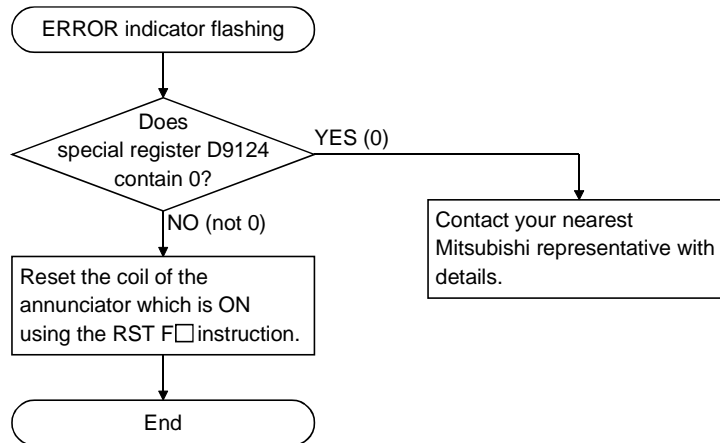 ERROR indicator flashing
Does
special register D9124
contain 0?
YES (0)
NO (not 0)
Contact your nearest
Mitsubishi representative with
details.
Reset the coil of the
annunciator which is ON
using the RST F□ instruction.
End